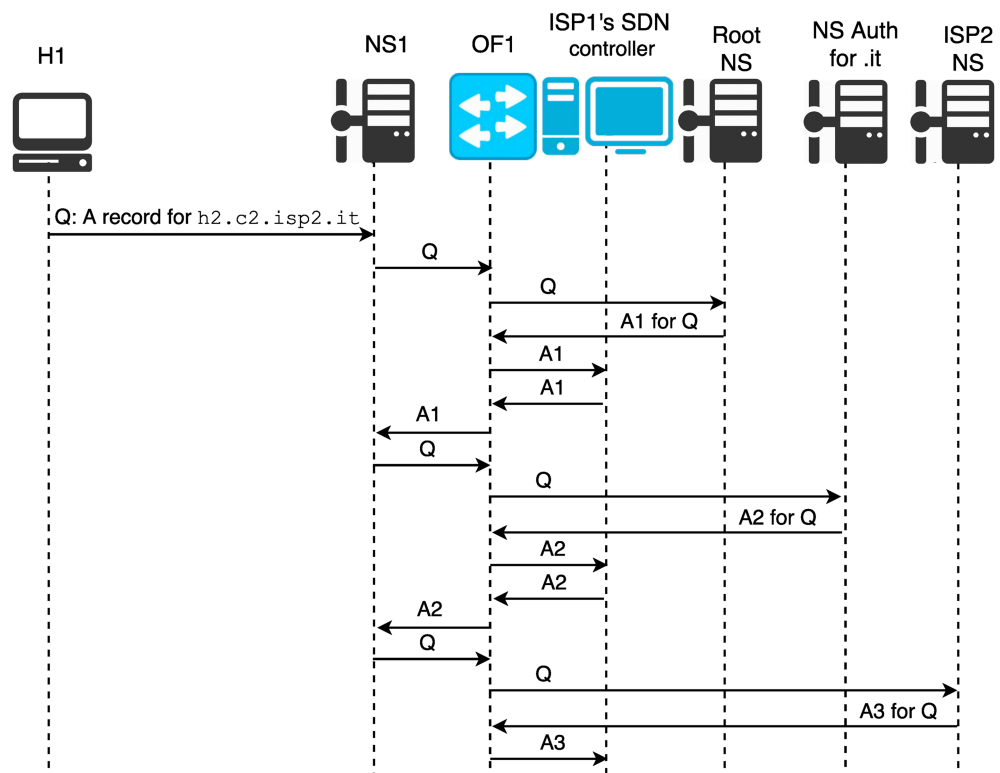 H1
NS1
OF1
ISP1's SDN
controller
Root
NS
NS Auth
for .it
ISP2
NS
Q: A record for h2.c2.isp2.it
Q
Q
A1 for Q
A1
A1
A1
Q
Q
A2 for Q
A2
A2
A2
Q
Q
A3 for Q
A3